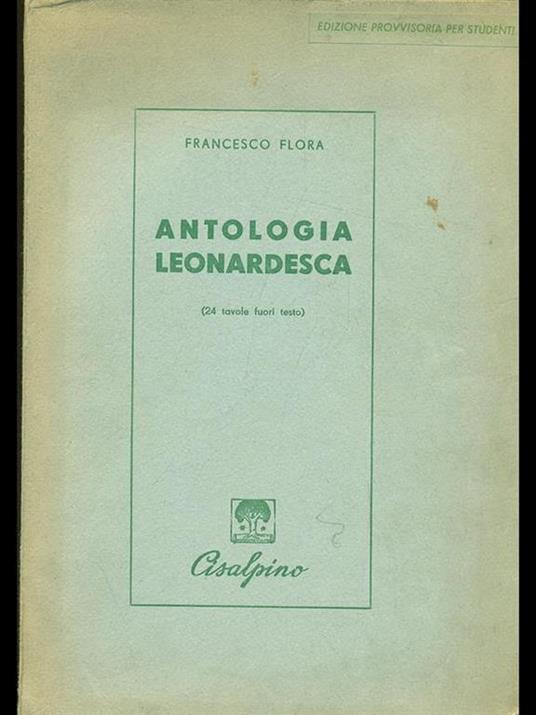 EDIZIONE PROVVISORIA PER STUDENTI
FRANCESCO FLORA
ANTOLOGIA
LEONARDESCA
(24 tavole fuori testo)
Cisalpino